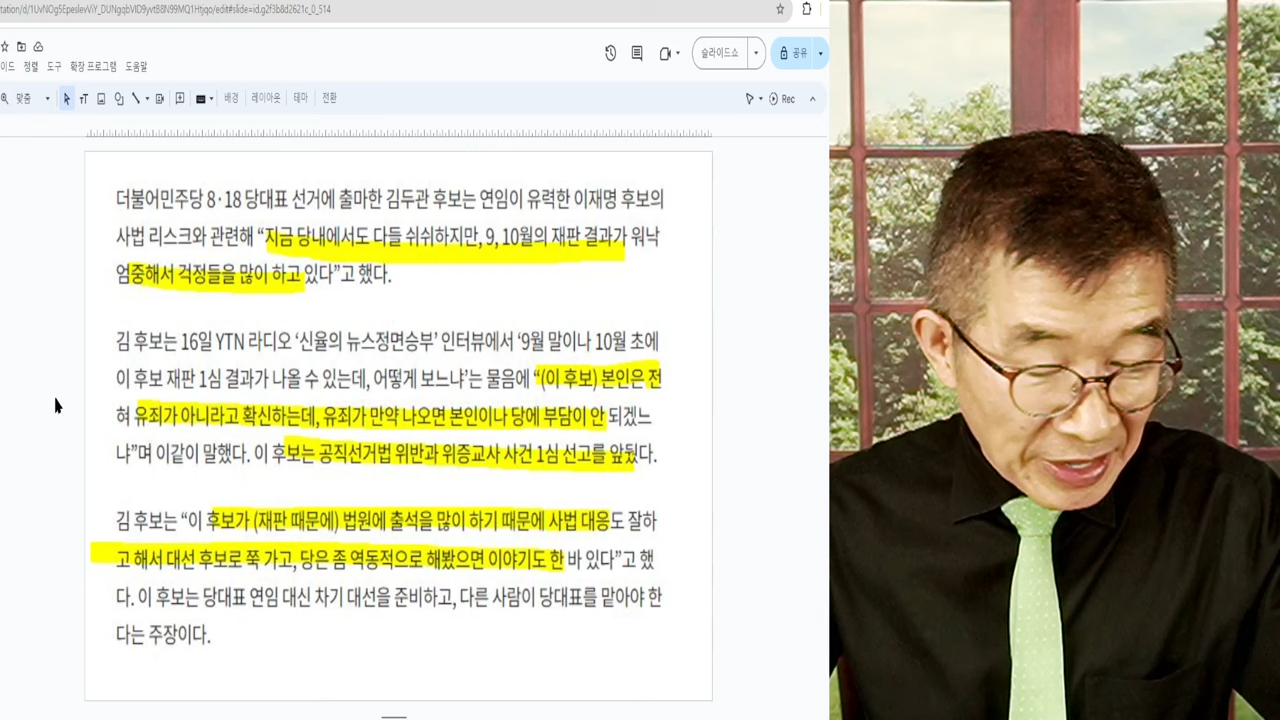 이드 정렬 도구 확장 프로그램 도움말
슬라이드쇼
공유
맞춤
배경 레이아웃 테마 전환
Rec
더불어민주당 8·18 당대표 선거에 출마한 김두관 후보는 연임이 유력한 이재명 후보의
사법 리스크와 관련해 “지금 당내에서도 다들 쉬쉬하지만, 9, 10월의 재판 결과가 워낙
엄중해서 걱정들을 많이 하고 있다”고 했다.
김 후보는 16일 YTN 라디오 ‘신율의 뉴스정면승부’ 인터뷰에서 ‘9월 말이나 10월 초에
이 후보 재판 1심 결과가 나올 수 있는데, 어떻게 보느냐’는 물음에 “(이 후보) 본인은 전
혀 유죄가 아니라고 확신하는데, 유죄가 만약 나오면 본인이나 당에 부담이 안 되겠느
냐”며 이같이 말했다. 이 후보는 공직선거법 위반과 위증교사 사건 1심 선고를 앞뒀다.
김 후보는 “이 후보가 (재판 때문에) 법원에 출석을 많이 하기 때문에 사법 대응도 잘하
고 해서 대선 후보로 쭉 가고, 당은 좀 역동적으로 해봤으면 이야기도 한 바 있다”고 했
다. 이 후보는 당대표 연임 대신 차기 대선을 준비하고, 다른 사람이 당대표를 맡아야 한
다는 주장이다.